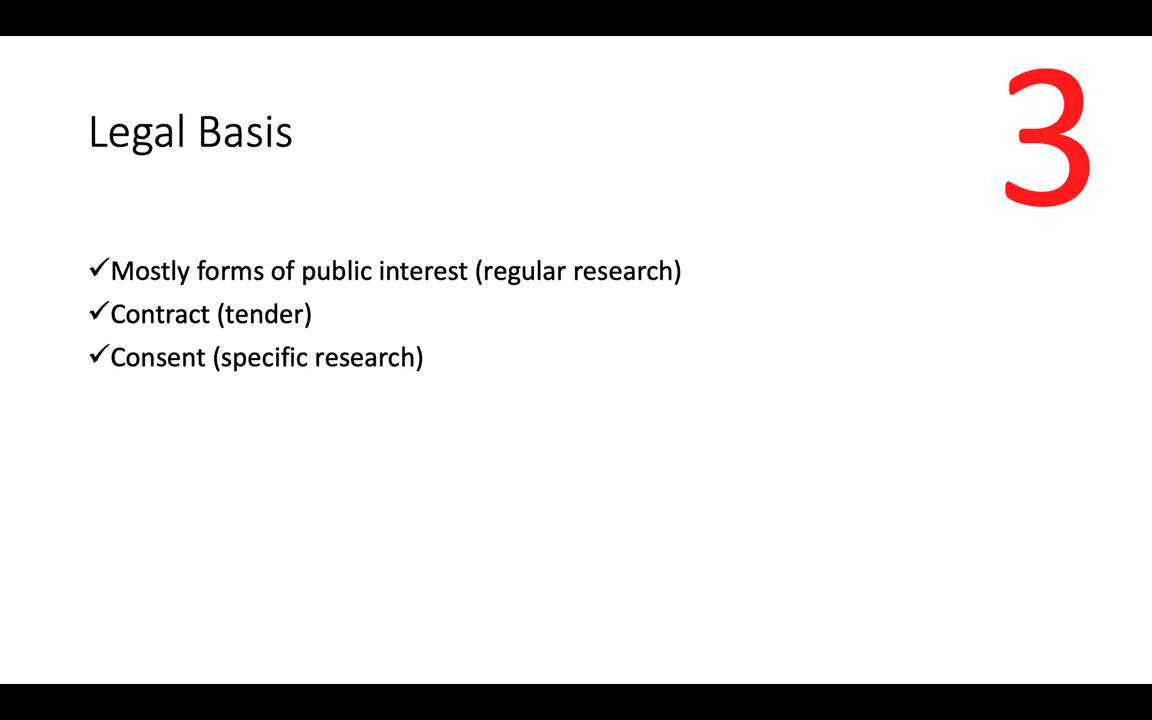 3
Legal Basis
✓Mostly forms of public interest (regular research)
✓Contract (tender)
✓Consent (specific research)